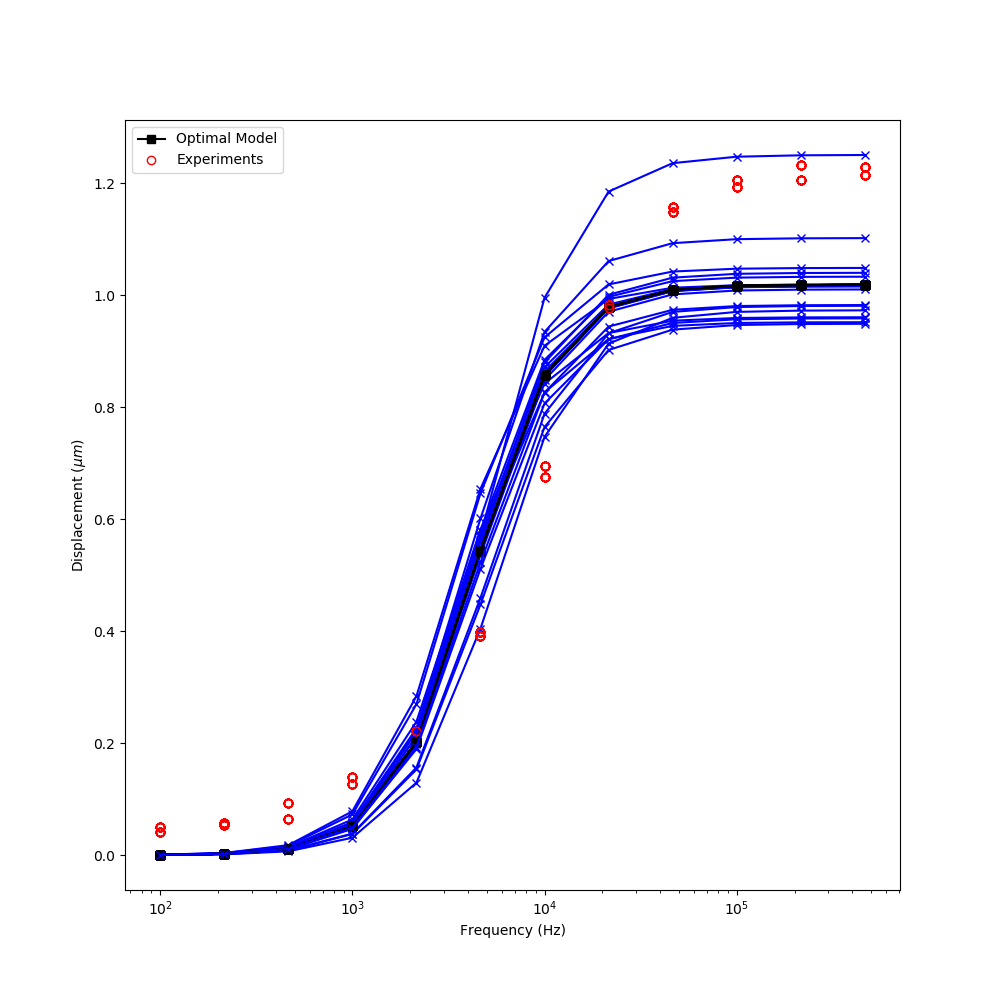 Optimal Model
Experiments
1.2
1.0
0.8
0.6
0.4
0.2
0.0
Displacement (μm)
10²
10³
10⁴
10⁵
Frequency (Hz)